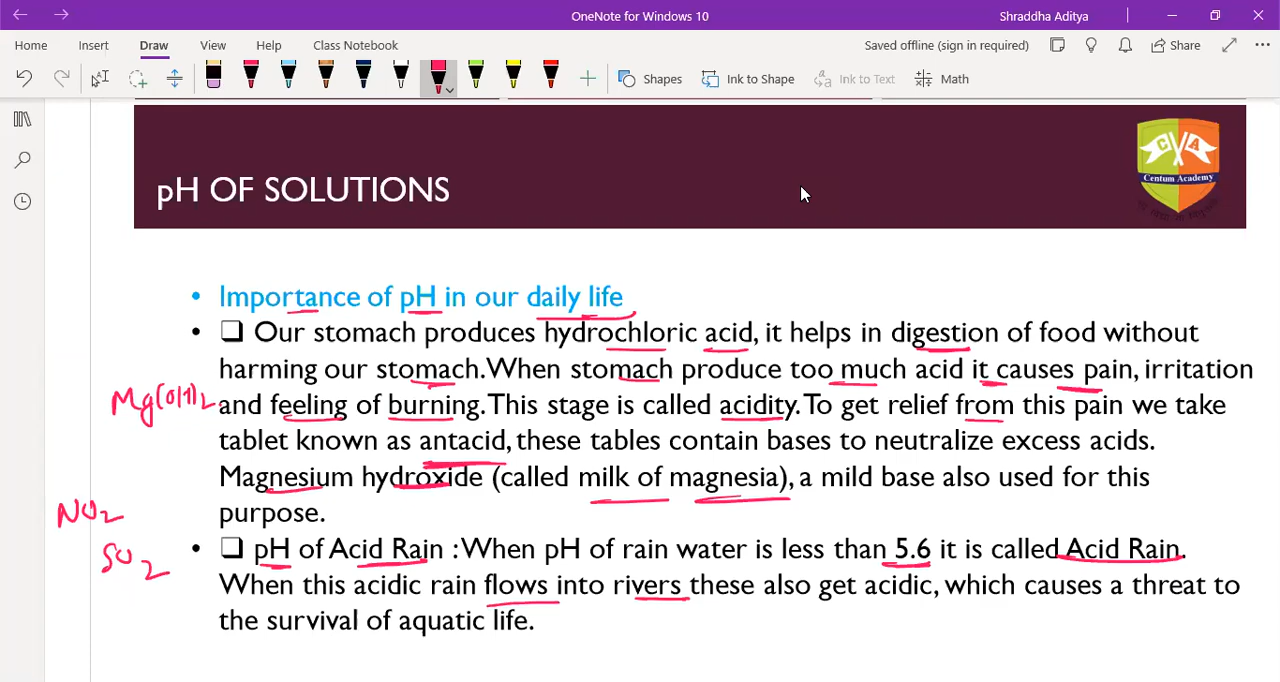 OneNote for Windows 10
Shraddha Aditya
Home Insert Draw View Help Class Notebook
Saved offline (sign in required) Share
Shapes Ink to Shape Ink to Text Math
pH OF SOLUTIONS
CA
Centum Academy
• Importance of pH in our daily life
• ❑ Our stomach produces hydrochloric acid, it helps in digestion of food without
harming our stomach. When stomach produce too much acid it causes pain, irritation
Mg(OH)2
and feeling of burning. This stage is called acidity. To get relief from this pain we take
tablet known as antacid, these tables contain bases to neutralize excess acids.
Magnesium hydroxide (called milk of magnesia), a mild base also used for this
purpose.
NO2
SO2
• ❑ pH of Acid Rain : When pH of rain water is less than 5.6 it is called Acid Rain.
When this acidic rain flows into rivers these also get acidic, which causes a threat to
the survival of aquatic life.